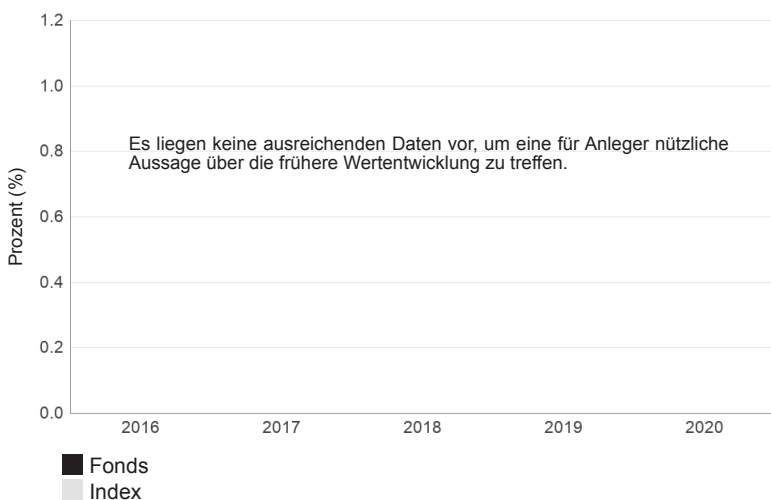 1.2
1.0
Es liegen keine ausreichenden Daten vor, um eine für Anleger nützliche
0.8
Aussage über die frühere Wertentwicklung zu treffen.
Prozent (%)
0.6
0.4
0.2
0.0
2016 2017 2018 2019 2020
Fonds
Index